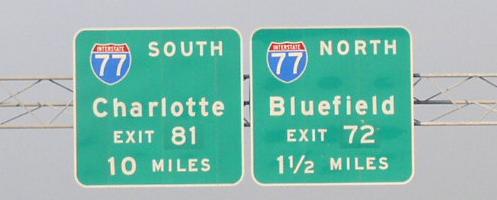 INTERSTATE
77 SOUTH
Charlotte
EXIT 81
10 MILES
INTERSTATE
77 NORTH
Bluefield
EXIT 72
1½ MILES